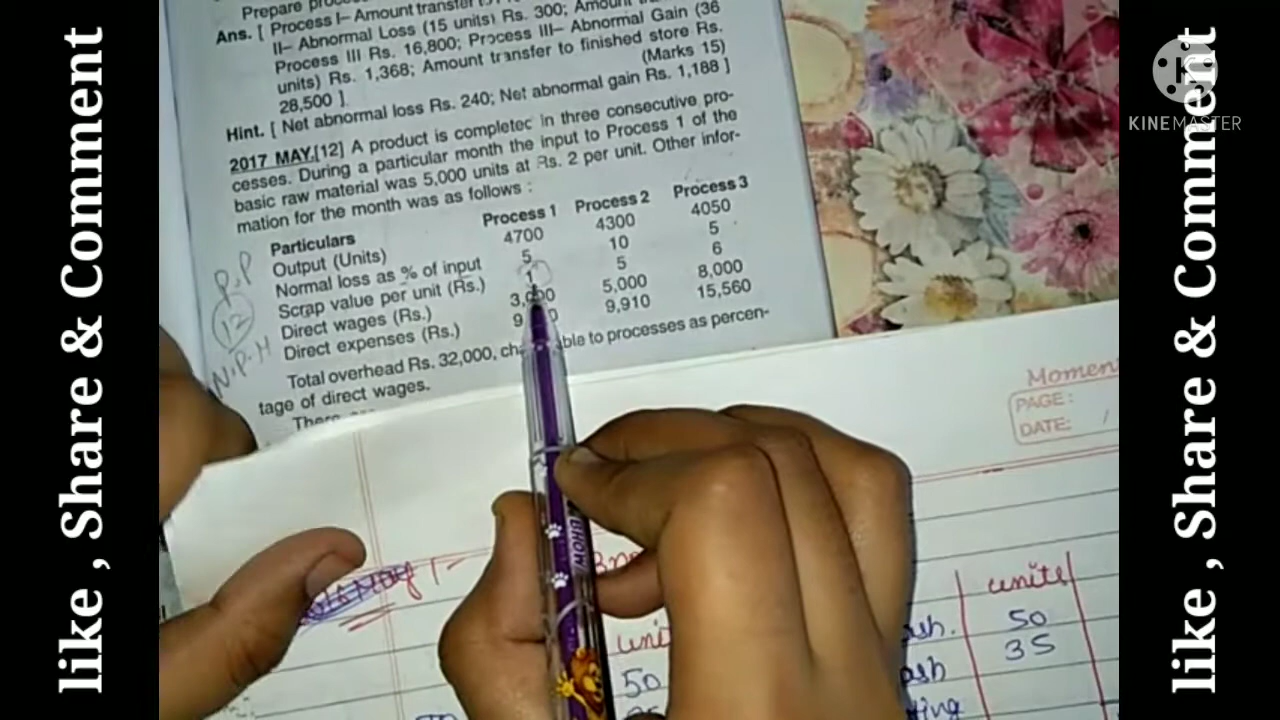 Prepare
Ans. [ Process I– Amount transfer
II– Abnormal Loss (15 units) Rs. 300; Amount
Process III Rs. 16,800; Process III– Abnormal Gain (36
units) Rs. 1,368; Amount transfer to finished store Rs.
28,500 ]
(Marks 15)
Hint. [ Net abnormal loss Rs. 240; Net abnormal gain Rs. 1,188 ]
2017 MAY.[12] A product is completed in three consecutive pro-
cesses. During a particular month the input to Process 1 of the
basic raw material was 5,000 units at Rs. 2 per unit. Other infor-
mation for the month was as follows :
Particulars Process 1 Process 2 Process 3
Output (Units) 4700 4300 4050
Normal loss as % of input 5 10 5
Scrap value per unit (Rs.) 1 5 6
Direct wages (Rs.) 3,000 5,000 8,000
Direct expenses (Rs.) 9,910 15,560
Total overhead Rs. 32,000, to processes as percen-
tage of direct wages.
P.P
12
N.P.H
Moment
PAGE :
DATE: /
May
units
50
35
50
like , Share & Comment
like , Share & Comment
KINEMASTER